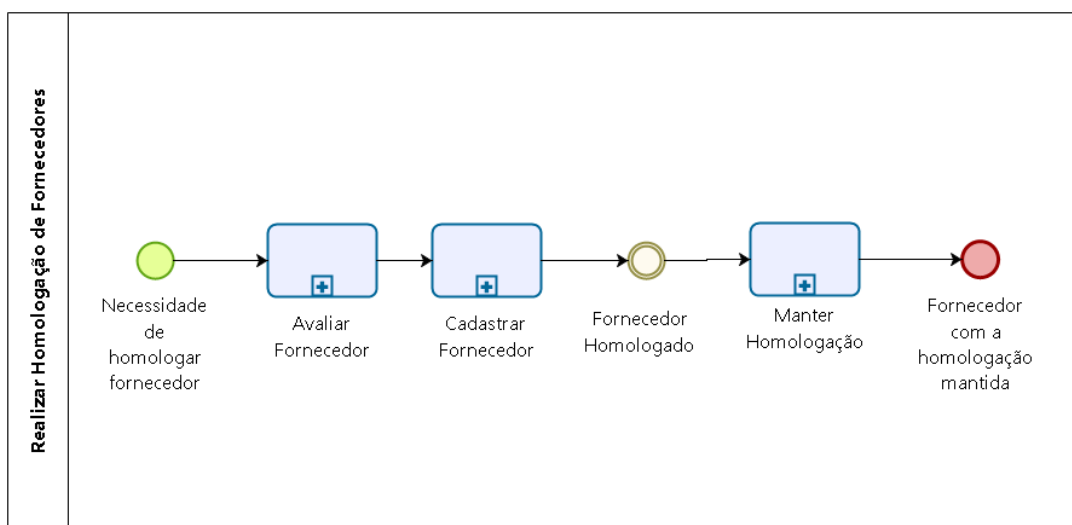 Realizar Homologação de Fornecedores
Necessidade
de
homologar
fornecedor
Avaliar
Fornecedor
Cadastrar
Fornecedor
Fornecedor
Homologado
Manter
Homologação
Fornecedor
com a
homologação
mantida